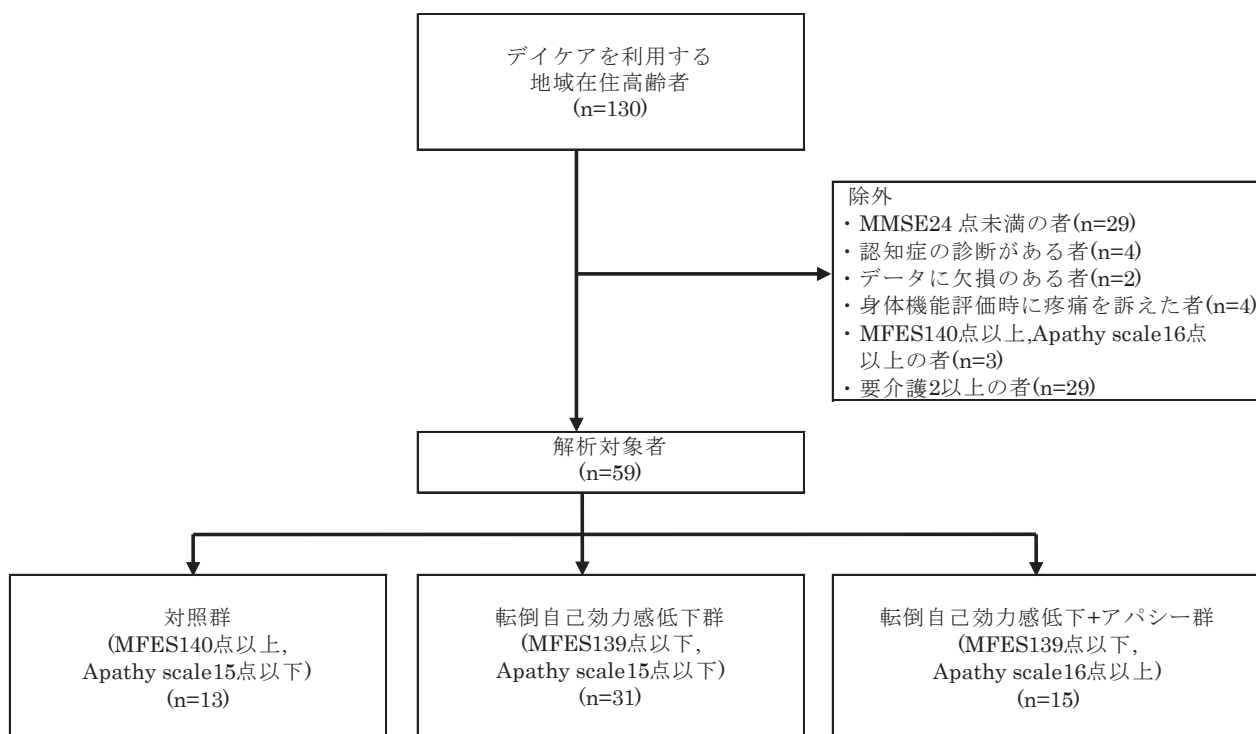 デイケアを利用する
地域在住高齢者
(n=130)
除外
・MMSE24点未満の者(n=29)
・認知症の診断がある者(n=4)
・データに欠損のある者(n=2)
・身体機能評価時に疼痛を訴えた者(n=4)
・MFES140点以上,Apathy scale16点
以上の者(n=3)
・要介護2以上の者(n=29)
解析対象者
(n=59)
対照群
(MFES140点以上,
Apathy scale15点以下)
(n=13)
転倒自己効力感低下群
(MFES139点以下,
Apathy scale15点以下)
(n=31)
転倒自己効力感低下+アパシー群
(MFES139点以下,
Apathy scale16点以上)
(n=15)